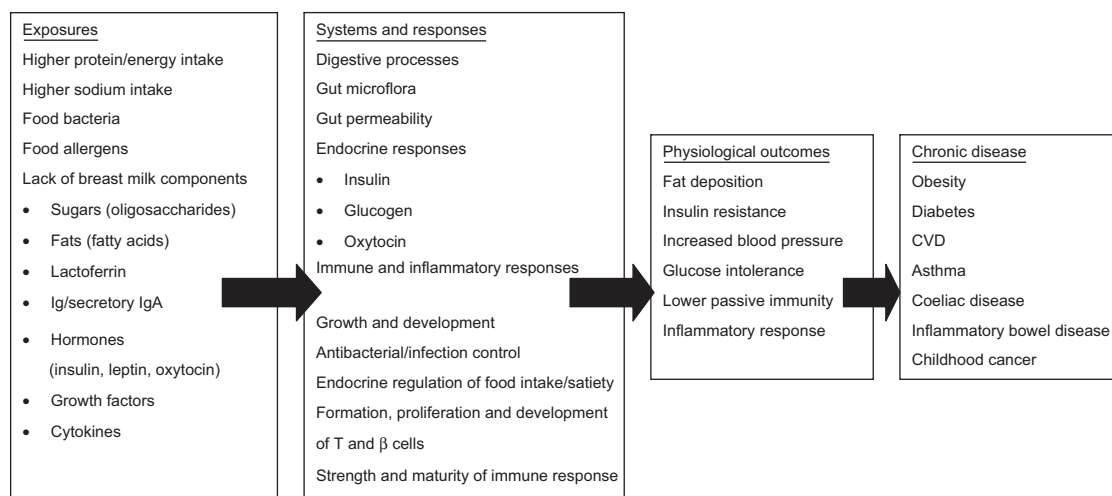 Exposures
Higher protein/energy intake
Higher sodium intake
Food bacteria
Food allergens
Lack of breast milk components
• Sugars (oligosaccharides)
• Fats (fatty acids)
• Lactoferrin
• Ig/secretory IgA
• Hormones
(insulin, leptin, oxytocin)
• Growth factors
• Cytokines
Systems and responses
Digestive processes
Gut microflora
Gut permeability
Endocrine responses
• Insulin
• Glucogen
• Oxytocin
Immune and inflammatory responses
Growth and development
Antibacterial/infection control
Endocrine regulation of food intake/satiety
Formation, proliferation and development
of T and β cells
Strength and maturity of immune response
Physiological outcomes
Fat deposition
Insulin resistance
Increased blood pressure
Glucose intolerance
Lower passive immunity
Inflammatory response
Chronic disease
Obesity
Diabetes
CVD
Asthma
Coeliac disease
Inflammatory bowel disease
Childhood cancer